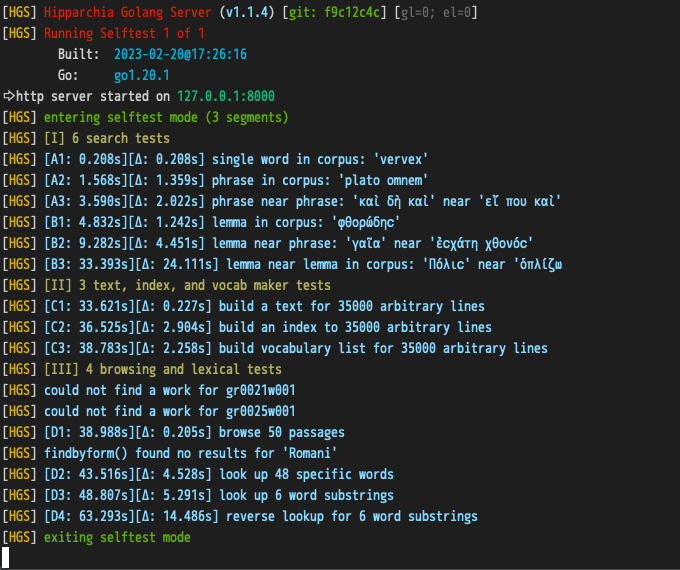 [HGS] Hipparchia Golang Server (v1.1.4) [git: f9c12c4c] [gl=0; el=0]
[HGS] Running Selftest 1 of 1
Built: 2023-02-20@17:26:16
Go: go1.20.1
⇨http server started on 127.0.0.1:8000
[HGS] entering selftest mode (3 segments)
[HGS] [I] 6 search tests
[HGS] [A1: 0.208s][Δ: 0.208s] single word in corpus: 'vervex'
[HGS] [A2: 1.568s][Δ: 1.359s] phrase in corpus: 'plato omnem'
[HGS] [A3: 3.590s][Δ: 2.022s] phrase near phrase: 'καὶ δὴ καὶ' near 'εἴ που καὶ'
[HGS] [B1: 4.832s][Δ: 1.242s] lemma in corpus: 'φθορώδηϲ'
[HGS] [B2: 9.282s][Δ: 4.451s] lemma near phrase: 'γαῖα' near 'ἐϲχάτη χθονόϲ'
[HGS] [B3: 33.393s][Δ: 24.111s] lemma near lemma in corpus: 'Πόλιϲ' near 'ὁπλίζω
[HGS] [II] 3 text, index, and vocab maker tests
[HGS] [C1: 33.621s][Δ: 0.227s] build a text for 35000 arbitrary lines
[HGS] [C2: 36.525s][Δ: 2.904s] build an index to 35000 arbitrary lines
[HGS] [C3: 38.783s][Δ: 2.258s] build vocabulary list for 35000 arbitrary lines
[HGS] [III] 4 browsing and lexical tests
[HGS] could not find a work for gr0021w001
[HGS] could not find a work for gr0025w001
[HGS] [D1: 38.988s][Δ: 0.205s] browse 50 passages
[HGS] findbyform() found no results for 'Romani'
[HGS] [D2: 43.516s][Δ: 4.528s] look up 48 specific words
[HGS] [D3: 48.807s][Δ: 5.291s] look up 6 word substrings
[HGS] [D4: 63.293s][Δ: 14.486s] reverse lookup for 6 word substrings
[HGS] exiting selftest mode